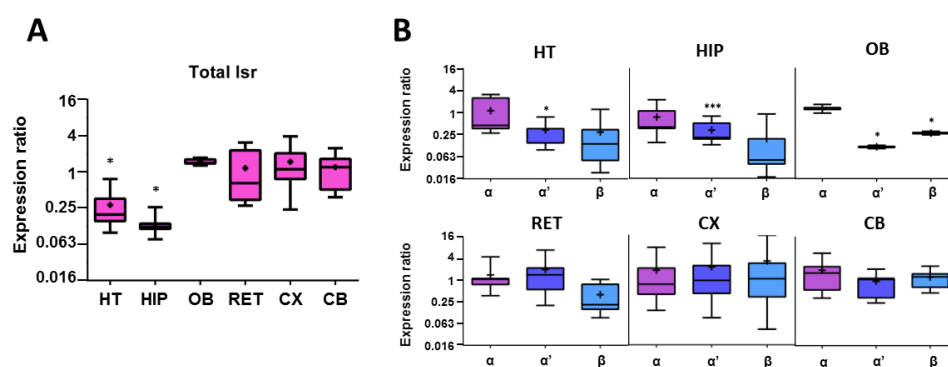 A
Total lsr
Expression ratio
16
4
1
0.25
0.063
0.016
*
*
HT HIP OB RET CX CB
B
HT HIP OB
Expression ratio
16
4
1
0.25
0.063
0.016
*
***
*
*
α α' β α α' β α α' β
RET CX CB
Expression ratio
16
4
1
0.25
0.063
0.016
α α' β α α' β α α' β